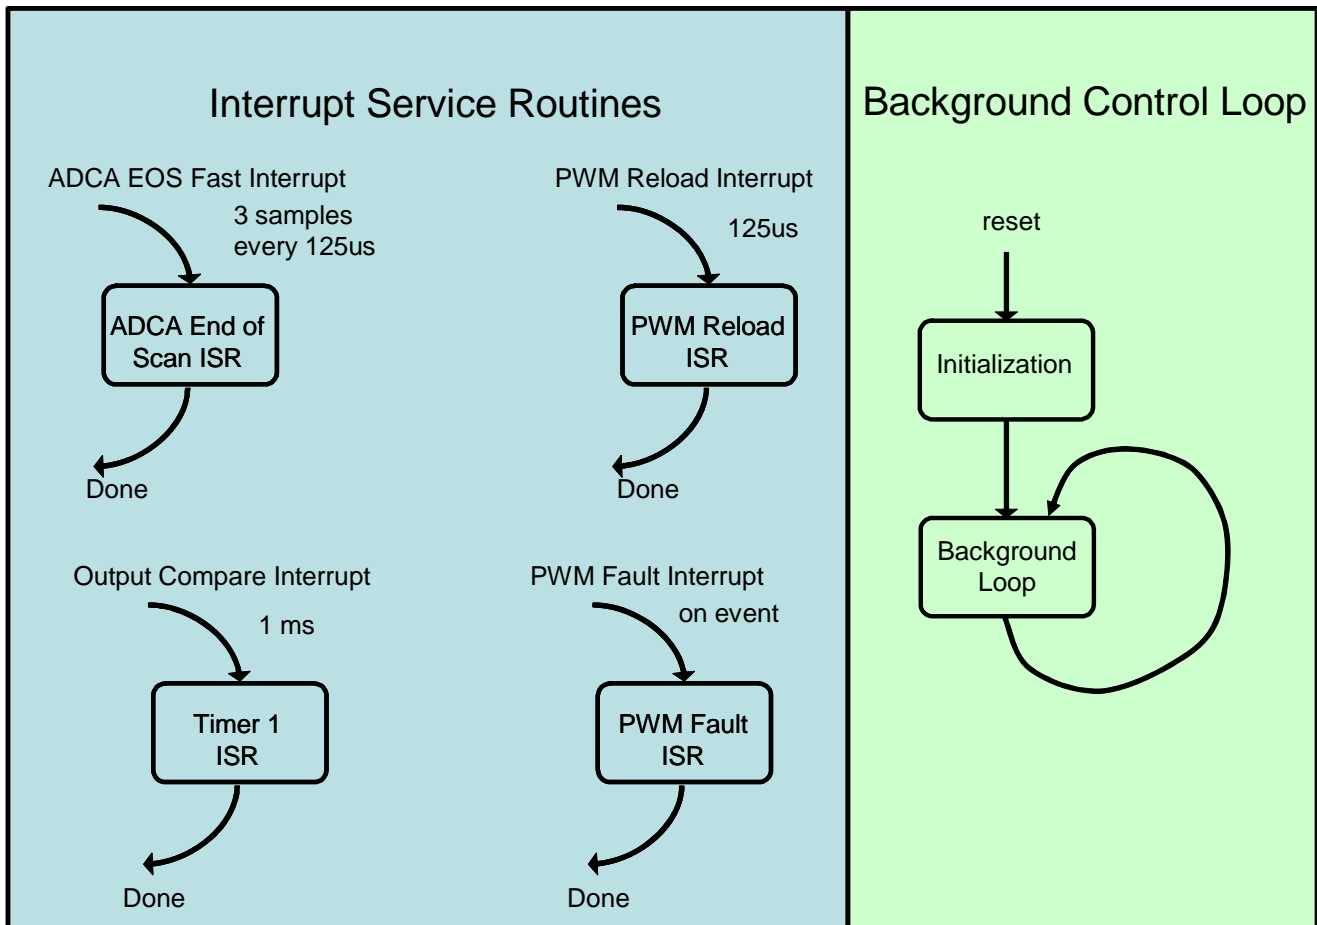 Interrupt Service Routines
ADCA EOS Fast Interrupt
3 samples
every 125us
ADCA End of
Scan ISR
Done
PWM Reload Interrupt
125us
PWM Reload
ISR
Done
Output Compare Interrupt
1 ms
Timer 1
ISR
Done
PWM Fault Interrupt
on event
PWM Fault
ISR
Done
Background Control Loop
reset
Initialization
Background
Loop